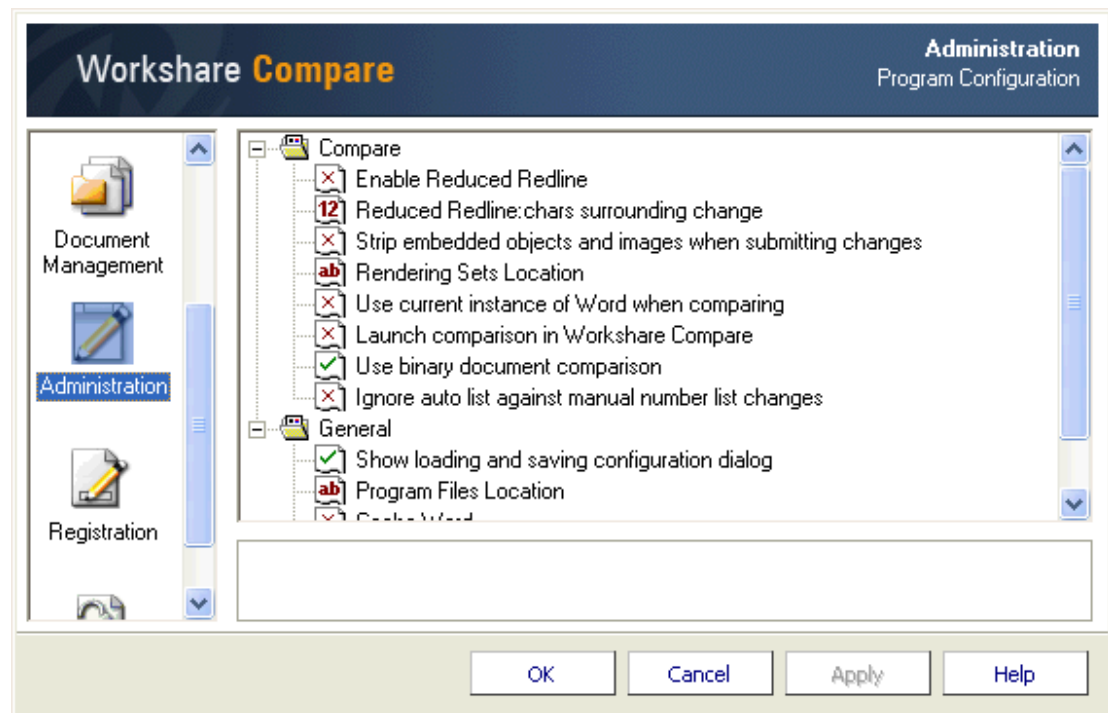 Workshare Compare
Administration
Program Configuration
Document
Management
Administration
Registration
Compare
Enable Reduced Redline
12 Reduced Redline:chars surrounding change
Strip embedded objects and images when submitting changes
ab Rendering Sets Location
Use current instance of Word when comparing
Launch comparison in Workshare Compare
Use binary document comparison
Ignore auto list against manual number list changes
General
Show loading and saving configuration dialog
ab Program Files Location
Cache Word
OK Cancel Apply Help